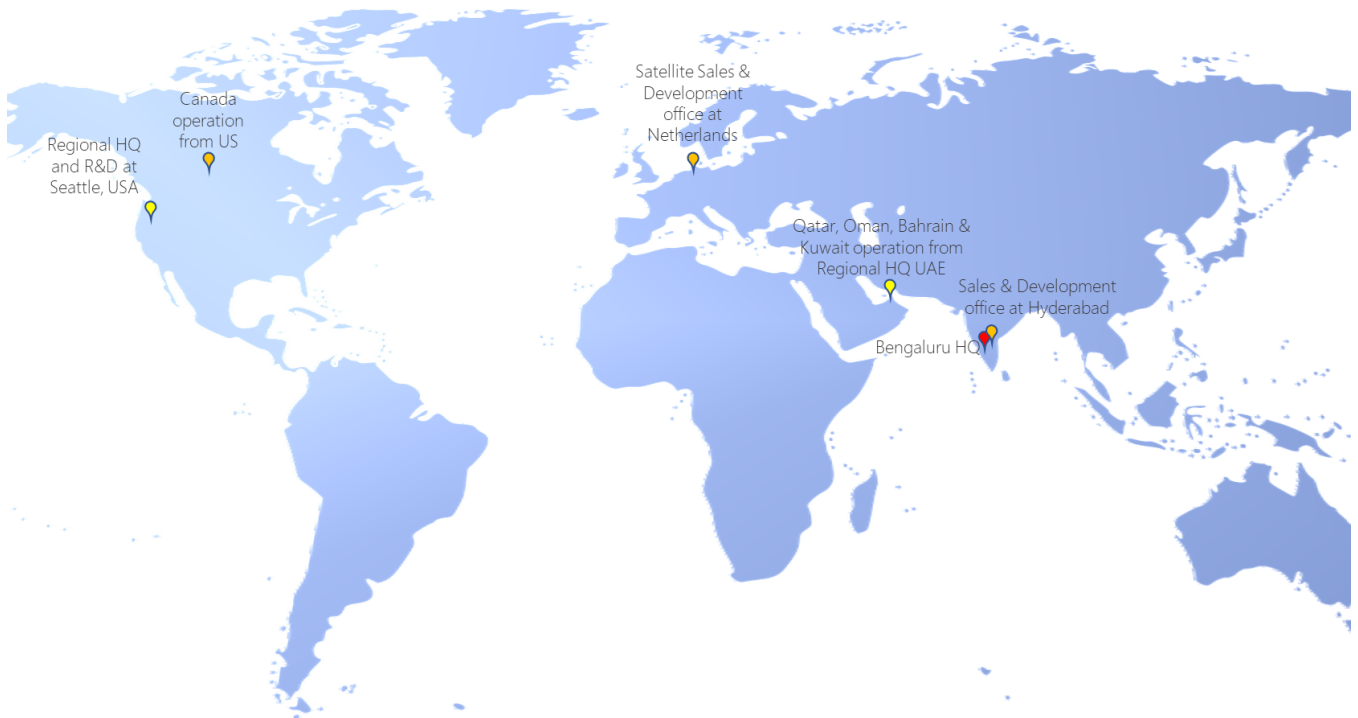 Satellite Sales &
Development
office at
Netherlands
Canada
operation
from US
Regional HQ
and R&D at
Seattle, USA
Qatar, Oman, Bahrain &
Kuwait operation from
Regional HQ UAE
Sales & Development
office at Hyderabad
Bengaluru HQ